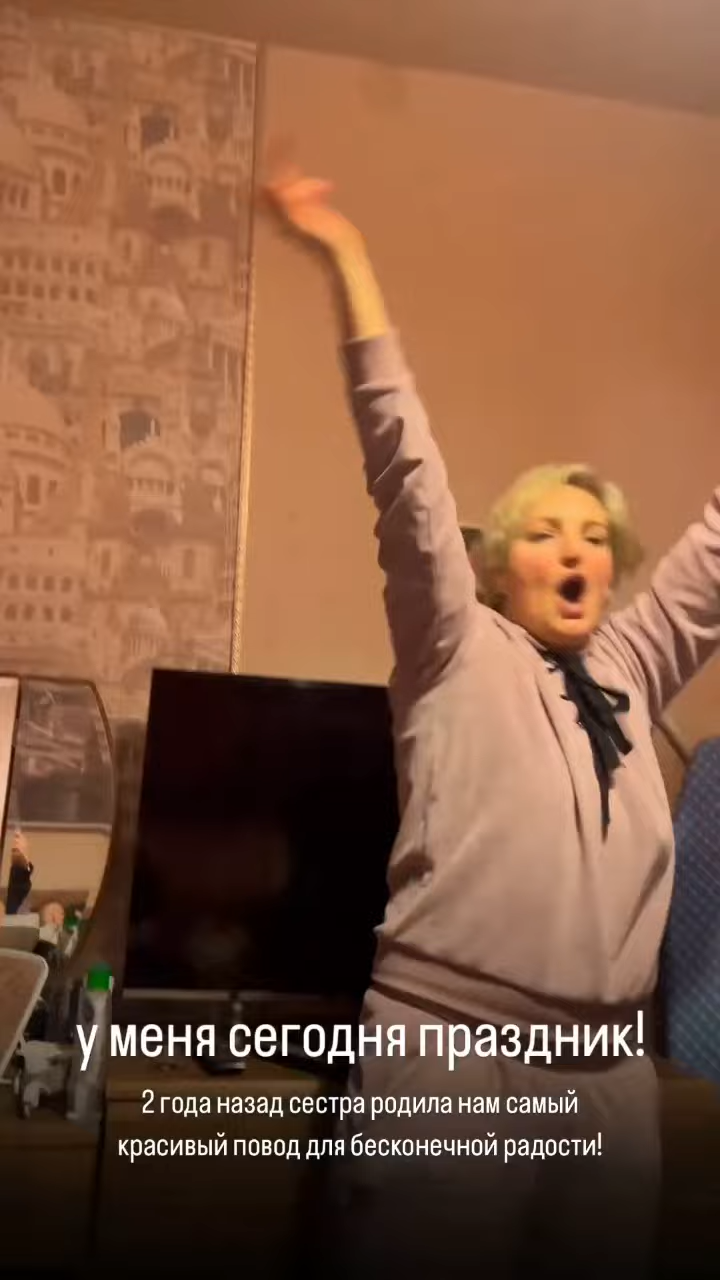 у меня сегодня праздник!
2 года назад сестра родила нам самый
красивый повод для бесконечной радости!